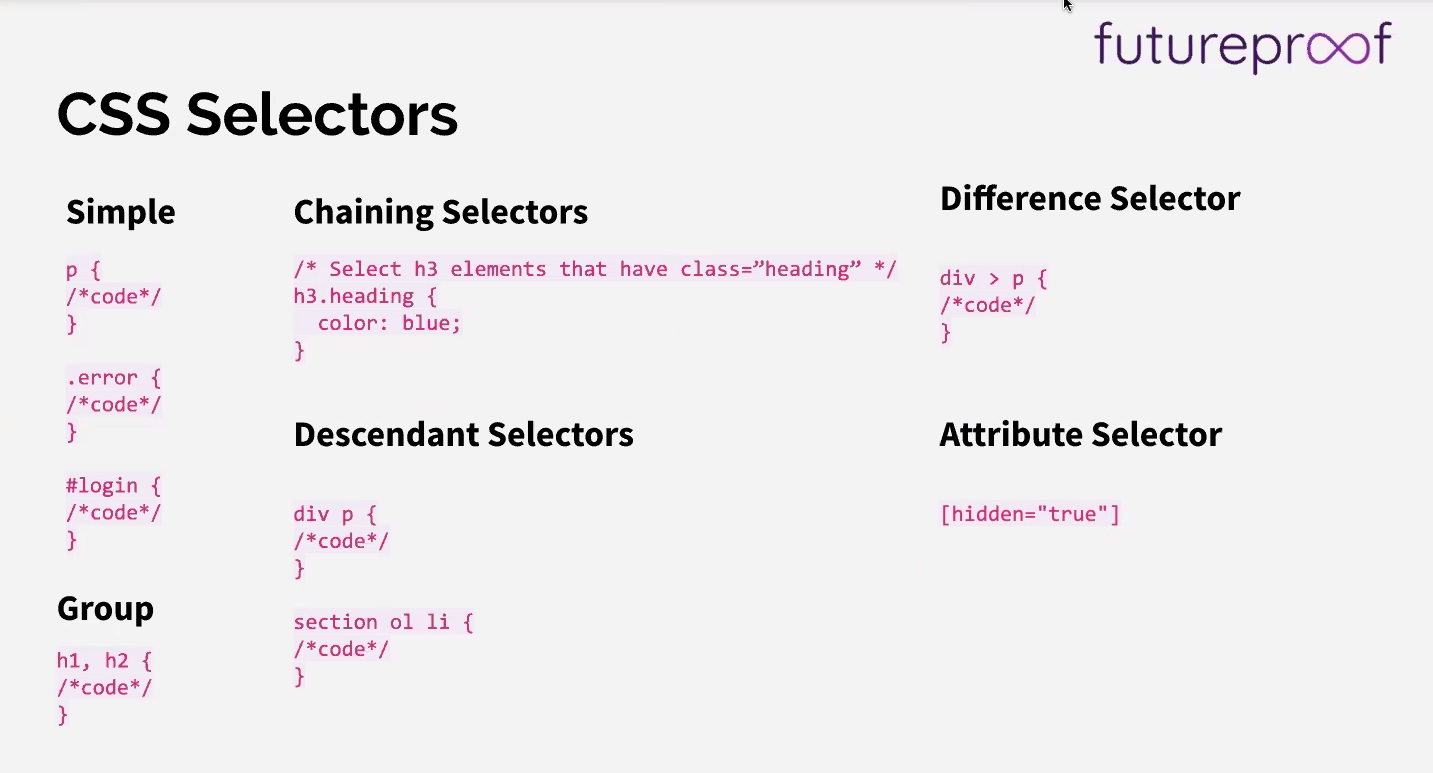 futureproof
CSS Selectors
Simple
p {
/*code*/
}
.error {
/*code*/
}
#login {
/*code*/
}
Group
h1, h2 {
/*code*/
}
Chaining Selectors
/* Select h3 elements that have class=”heading” */
h3.heading {
  color: blue;
}
Descendant Selectors
div p {
/*code*/
}
section ol li {
/*code*/
}
Difference Selector
div > p {
/*code*/
}
Attribute Selector
[hidden="true"]